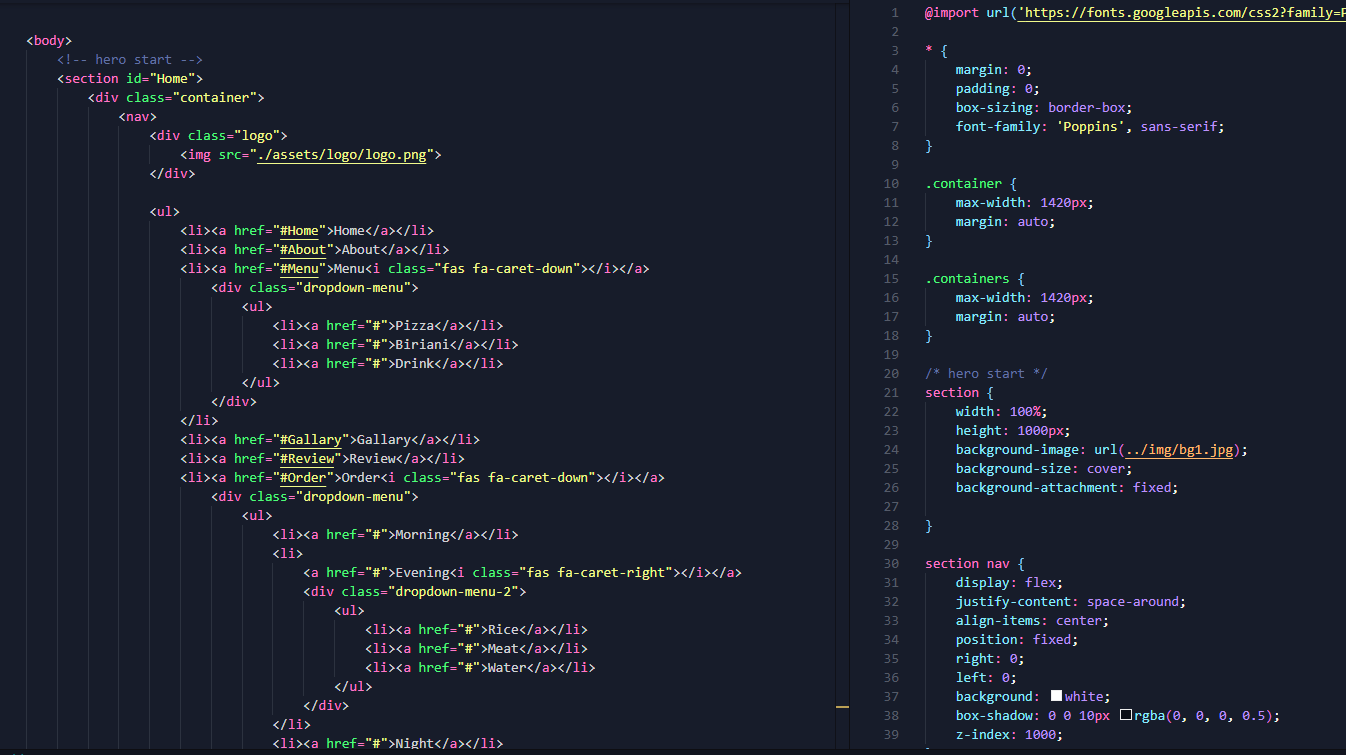 <body>
<!-- hero start -->
<section id="Home">
<div class="container">
<nav>
<div class="logo">
<img src="./assets/logo/logo.png">
</div>
<ul>
<li><a href="#Home">Home</a></li>
<li><a href="#About">About</a></li>
<li><a href="#Menu">Menu<i class="fas fa-caret-down"></i></a>
<div class="dropdown-menu">
<ul>
<li><a href="#">Pizza</a></li>
<li><a href="#">Biriani</a></li>
<li><a href="#">Drink</a></li>
</ul>
</div>
</li>
<li><a href="#Gallary">Gallary</a></li>
<li><a href="#Review">Review</a></li>
<li><a href="#Order">Order<i class="fas fa-caret-down"></i></a>
<div class="dropdown-menu">
<ul>
<li><a href="#">Morning</a></li>
<li>
<a href="#">Evening<i class="fas fa-caret-right"></i></a>
<div class="dropdown-menu-2">
<ul>
<li><a href="#">Rice</a></li>
<li><a href="#">Meat</a></li>
<li><a href="#">Water</a></li>
</ul>
</div>
</li>
<li><a href="#">Night</a></li>
1 @import url('https://fonts.googleapis.com/css2?family=P
2
3 * {
4 margin: 0;
5 padding: 0;
6 box-sizing: border-box;
7 font-family: 'Poppins', sans-serif;
8 }
9
10 .container {
11 max-width: 1420px;
12 margin: auto;
13 }
14
15 .containers {
16 max-width: 1420px;
17 margin: auto;
18 }
19
20 /* hero start */
21 section {
22 width: 100%;
23 height: 1000px;
24 background-image: url(../img/bg1.jpg);
25 background-size: cover;
26 background-attachment: fixed;
27
28 }
29
30 section nav {
31 display: flex;
32 justify-content: space-around;
33 align-items: center;
34 position: fixed;
35 right: 0;
36 left: 0;
37 background: white;
38 box-shadow: 0 0 10px rgba(0, 0, 0, 0.5);
39 z-index: 1000;